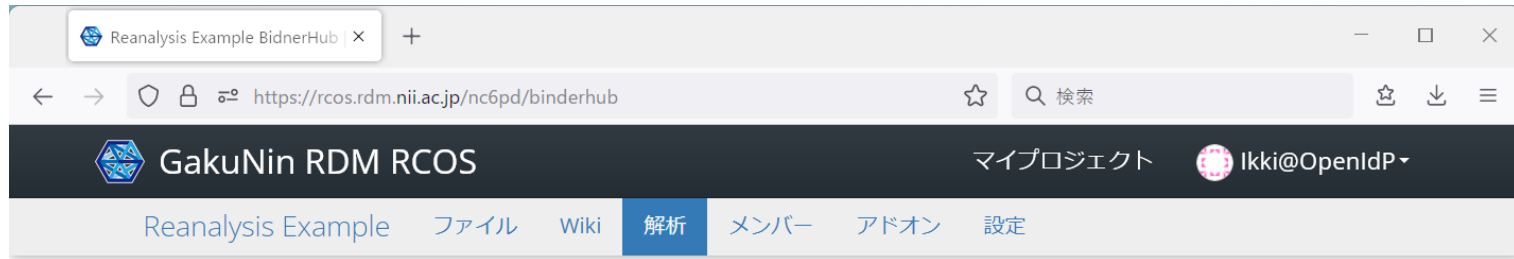 Reanalysis Example BidnerHub
https://rcos.rdm.nii.ac.jp/nc6pd/binderhub 検索
GakuNin RDM RCOS マイプロジェクト Ikki@OpenIdP
Reanalysis Example ファイル Wiki 解析 メンバー アドオン 設定